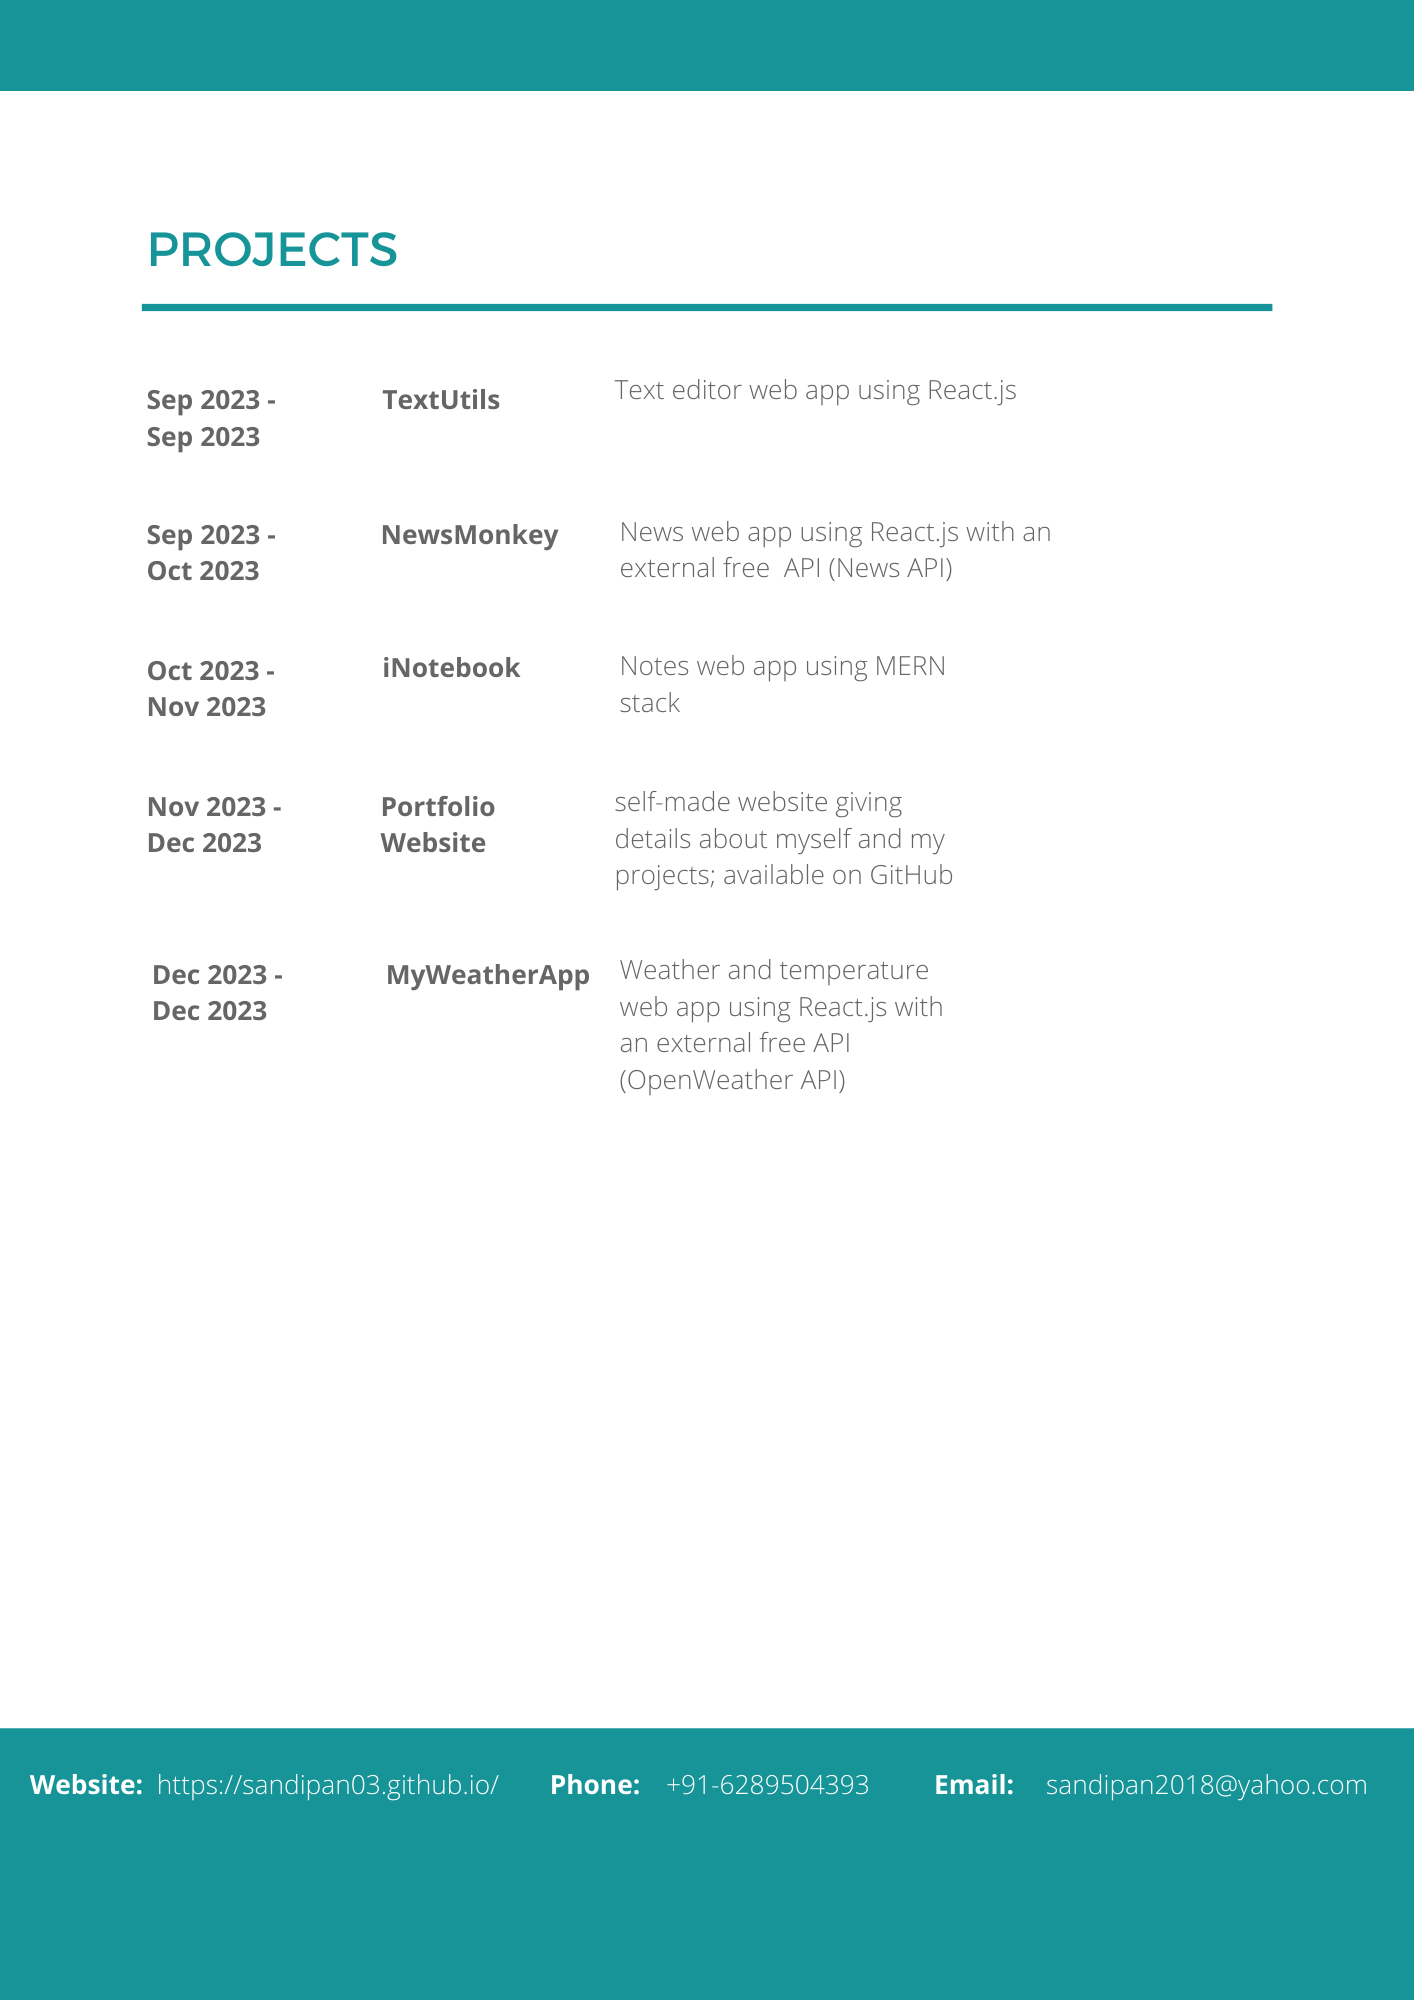 PROJECTS
Sep 2023 -
Sep 2023
TextUtils
Text editor web app using React.js
Sep 2023 -
Oct 2023
NewsMonkey
News web app using React.js with an
external free  API (News API)
Oct 2023 -
Nov 2023
iNotebook
Notes web app using MERN
stack
Nov 2023 -
Dec 2023
Portfolio
Website
self-made website giving
details about myself and my
projects; available on GitHub
Dec 2023 -
Dec 2023
MyWeatherApp
Weather and temperature
web app using React.js with
an external free API
(OpenWeather API)
Website: https://sandipan03.github.io/ Phone: +91-6289504393 Email: sandipan2018@yahoo.com